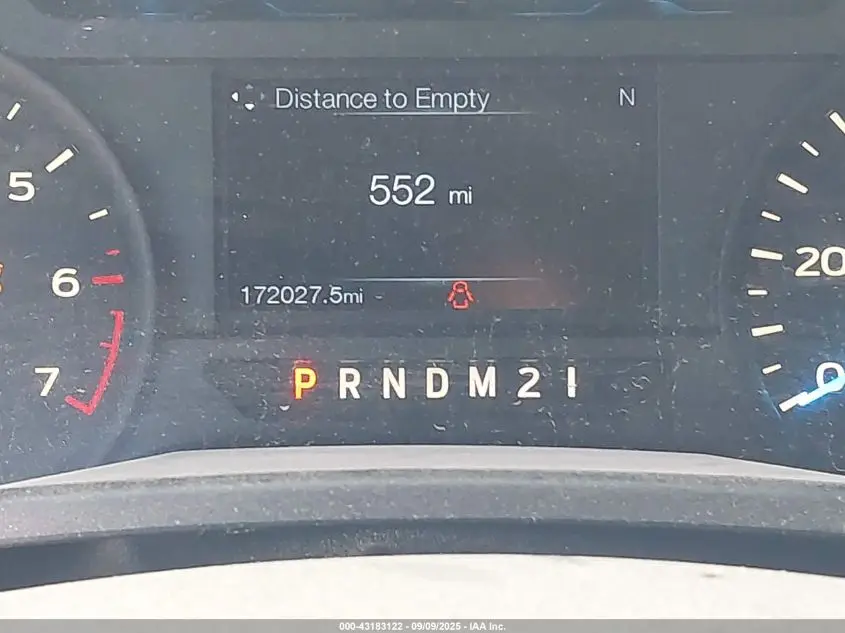 Distance to Empty N
5
552 mi
20
6
172027.5mi
7 P R N D M 2 1 0
000-43183122 - 09/09/2025 - IAA Inc.